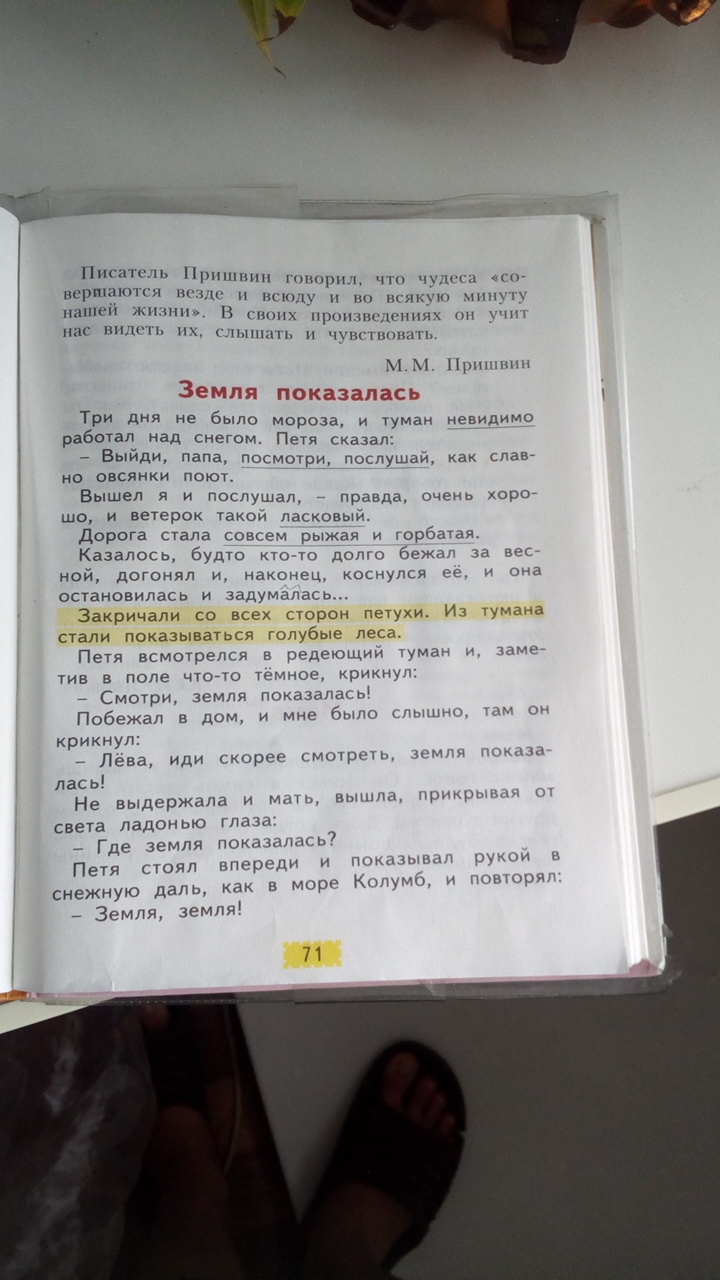 Писатель Пришвин говорил, что чудеса «со-
вершаются везде и всюду и во всякую минуту
нашей жизни». В своих произведениях он учит
нас видеть их, слышать и чувствовать.
М. М. Пришвин
Земля показалась
Три дня не было мороза, и туман невидимо
работал над снегом. Петя сказал:
– Выйди, папа, посмотри, послушай, как слав-
но овсянки поют.
Вышел я и послушал, – правда, очень хоро-
шо, и ветерок такой ласковый.
Дорога стала совсем рыжая и горбатая.
Казалось, будто кто-то долго бежал за вес-
ной, догонял и, наконец, коснулся её, и она
остановилась и задумалась...
Закричали со всех сторон петухи. Из тумана
стали показываться голубые леса.
Петя всмотрелся в редеющий туман и, заме-
тив в поле что-то тёмное, крикнул:
– Смотри, земля показалась!
Побежал в дом, и мне было слышно, там он
крикнул:
– Лёва, иди скорее смотреть, земля показа-
лась!
Не выдержала и мать, вышла, прикрывая от
света ладонью глаза:
– Где земля показалась?
Петя стоял впереди и показывал рукой в
снежную даль, как в море Колумб, и повторял:
– Земля, земля!
71